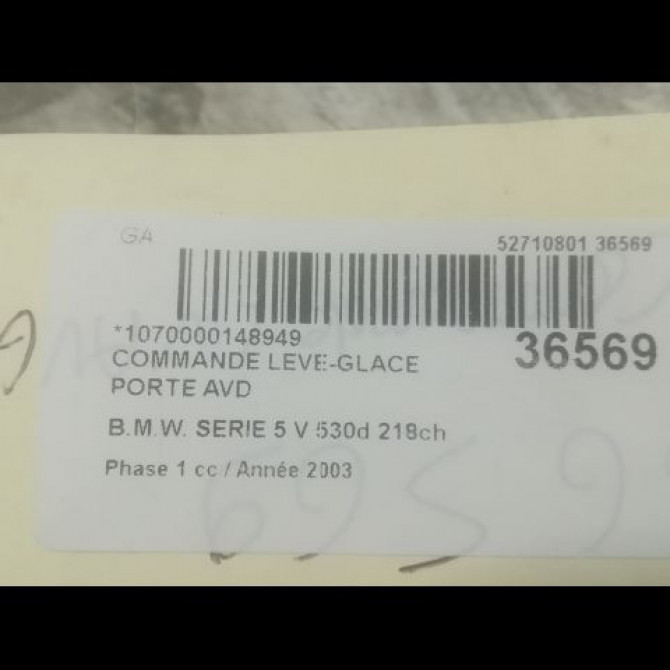 GA
52710801 36569
*1070000148949
36569
COMMANDE LEVE-GLACE
PORTE AVD
B.M.W. SERIE 5 V 530d 218ch
Phase 1 cc / Année 2003